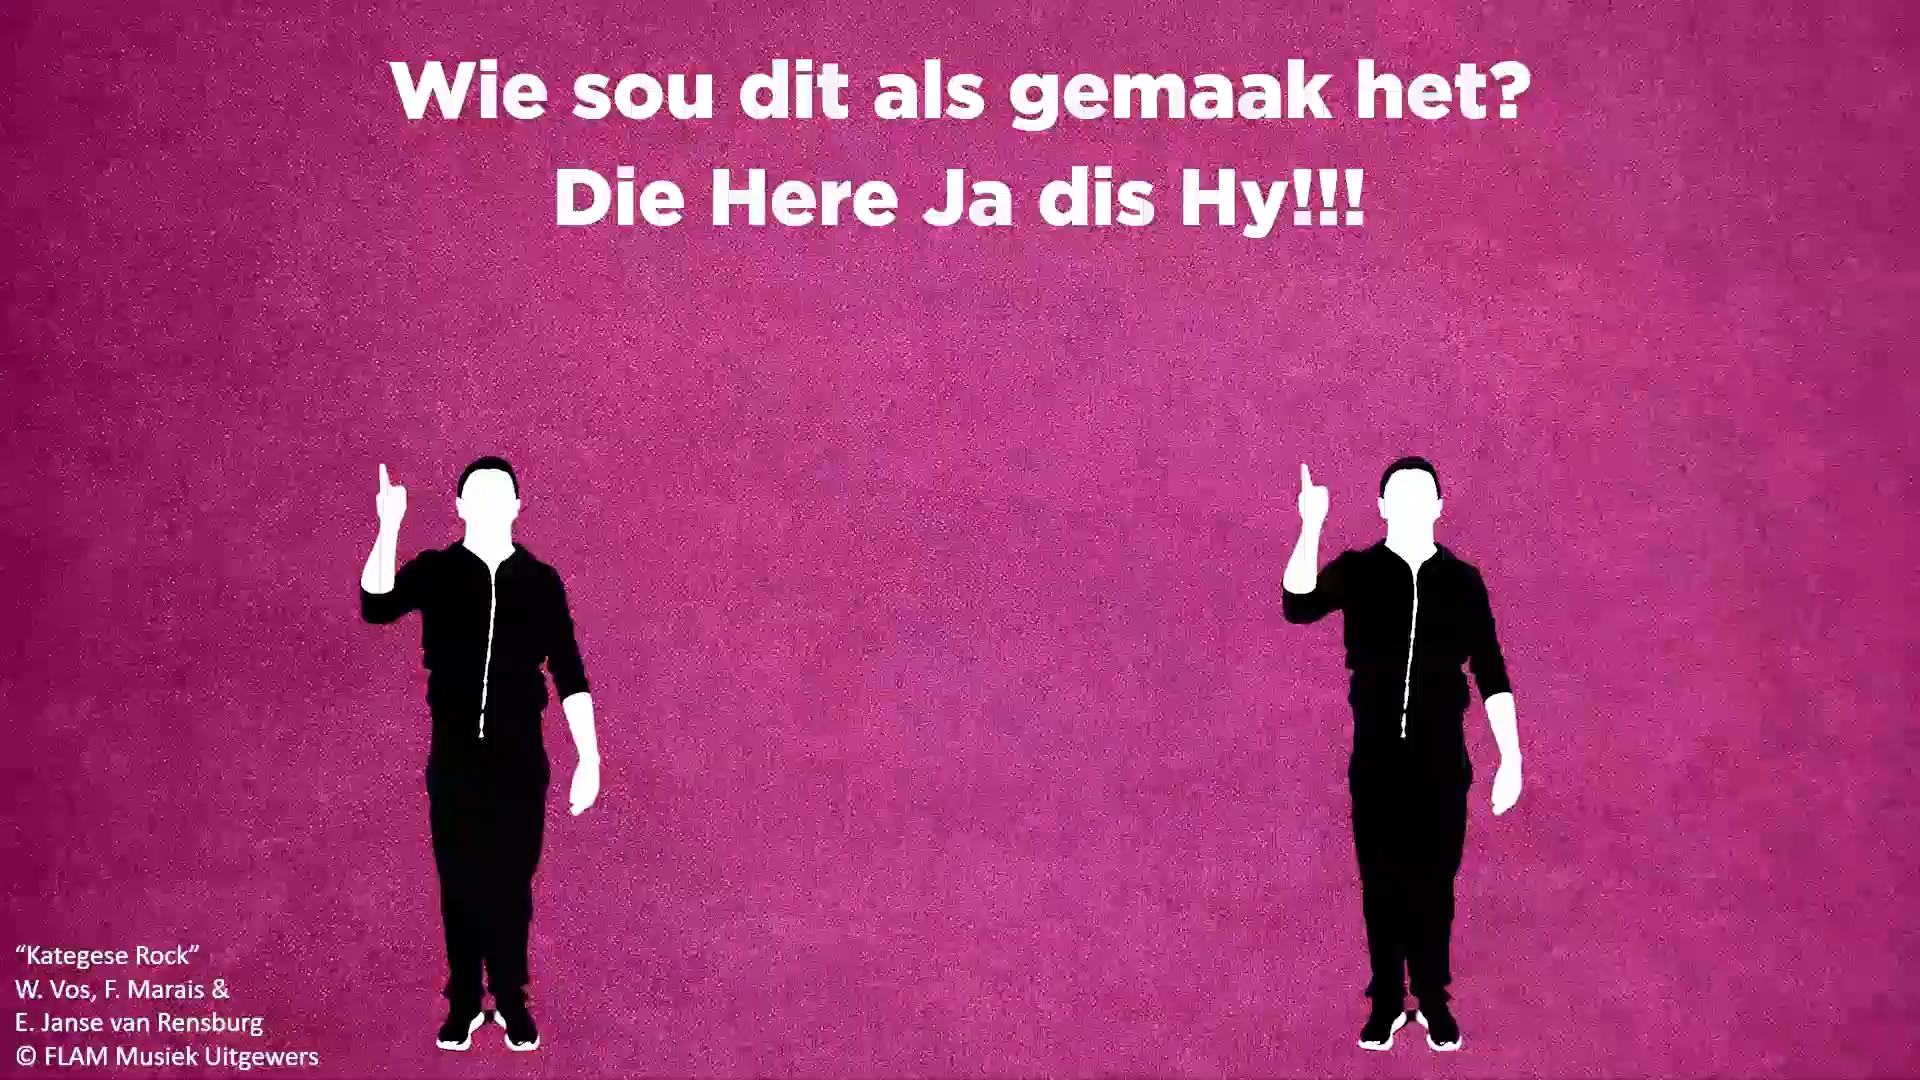 Wie sou dit als gemaak het?
Die Here Ja dis Hy!!!
“Kategese Rock”
W. Vos, F. Marais &
E. Janse van Rensburg
© FLAM Musiek Uitgewers